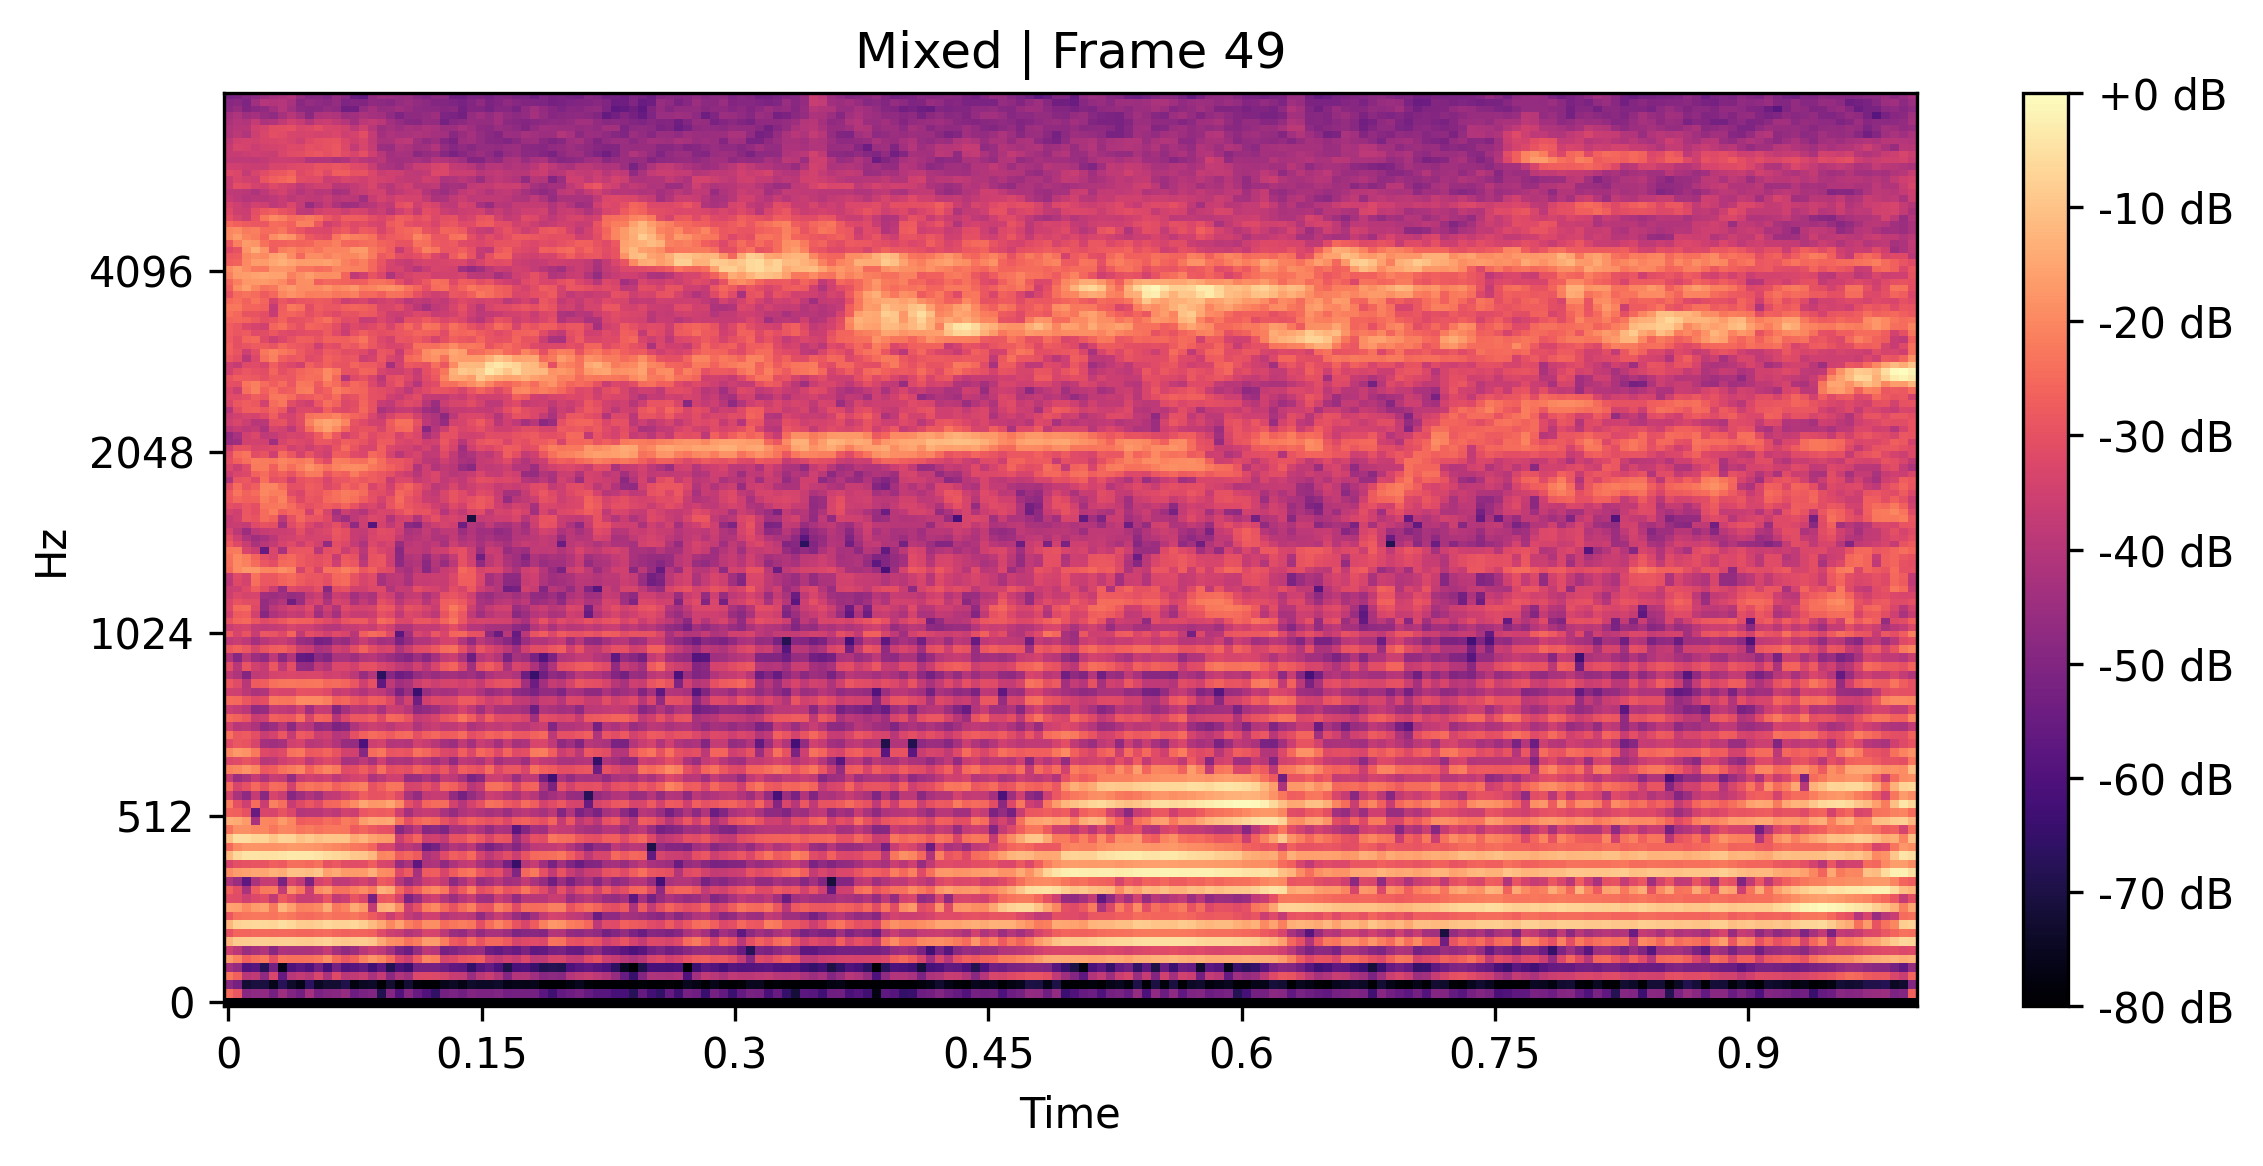 Mixed | Frame 49
+0 dB
-10 dB
-20 dB
-30 dB
-40 dB
-50 dB
-60 dB
-70 dB
-80 dB
Hz
4096
2048
1024
512
0
0 0.15 0.3 0.45 0.6 0.75 0.9
Time